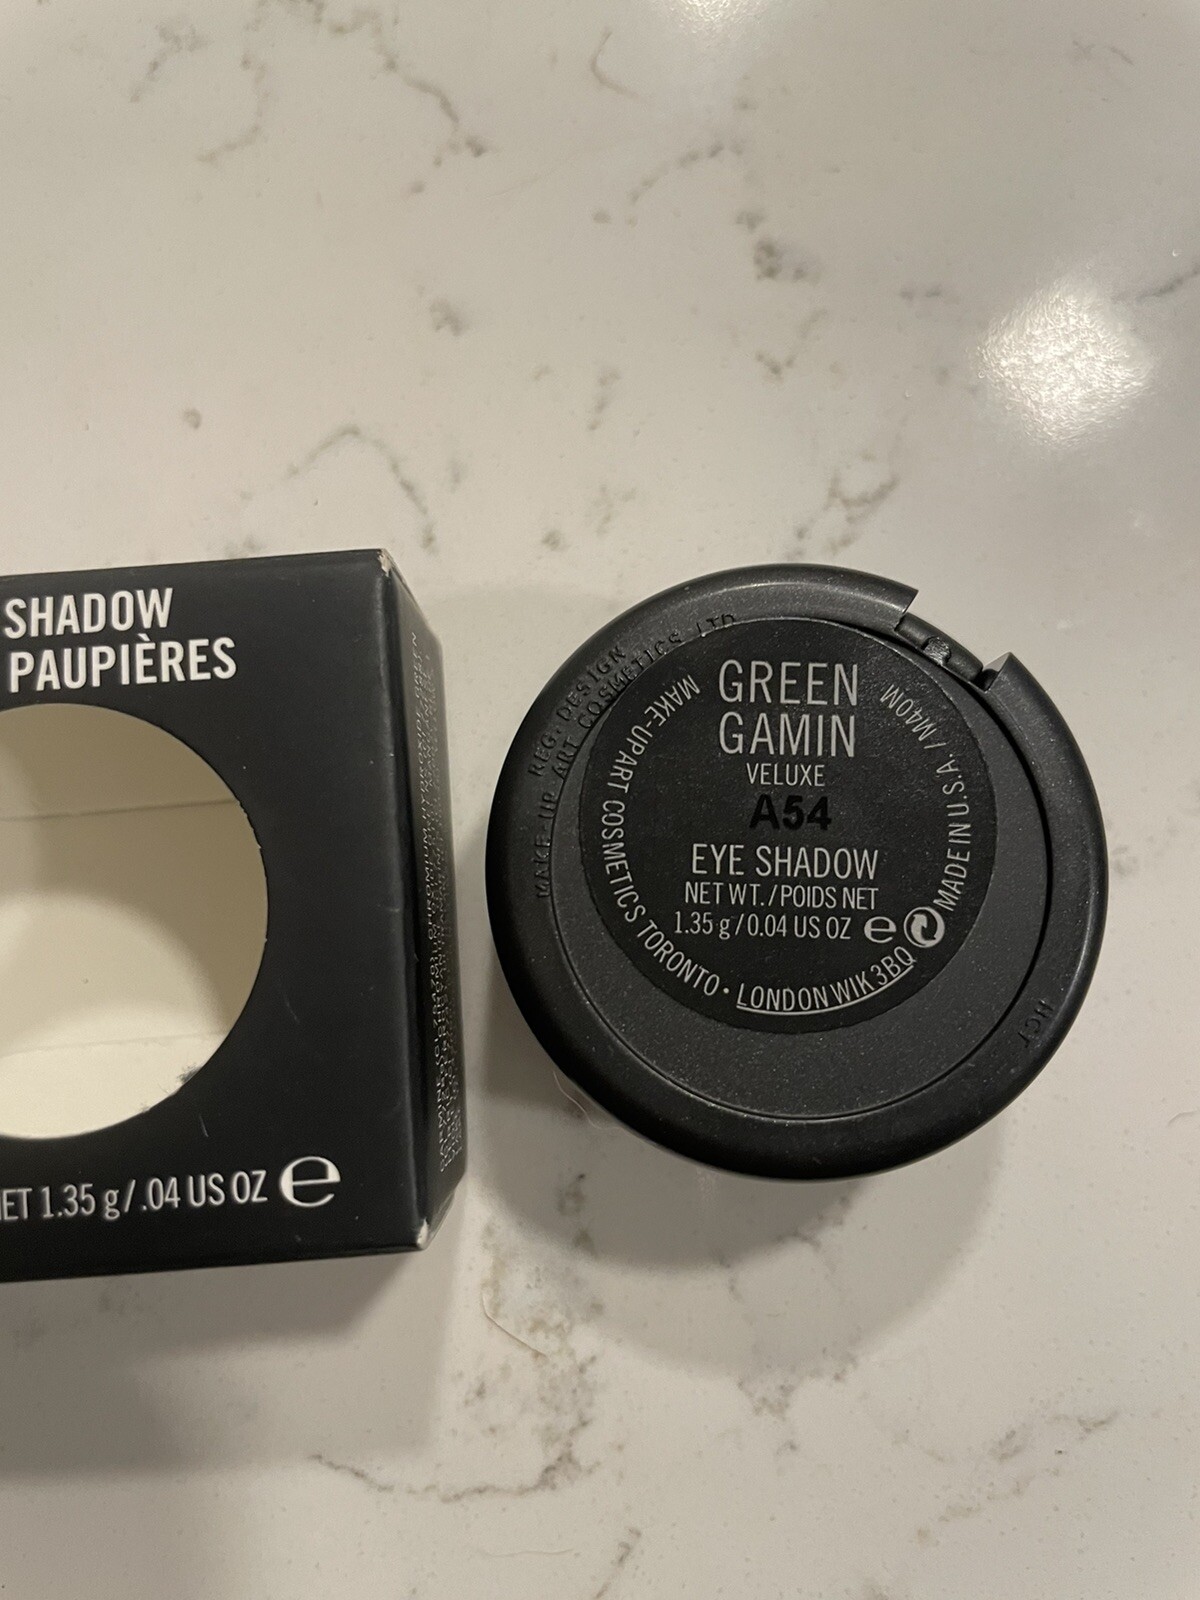 SHADOW
PAUPIÈRES
ET 1.35 g / .04 US OZ e
REG. DESIGN
MAKE-UP ART COSMETICS LTD
GREEN
GAMIN
VELUXE
A54
EYE SHADOW
NET WT./POIDS NET
1.35 g/0.04 US OZ e
MAKE-UP ART COSMETICS TORONTO · LONDON WIK 3BQ
MADE IN U.S.A. / M40M
HCT